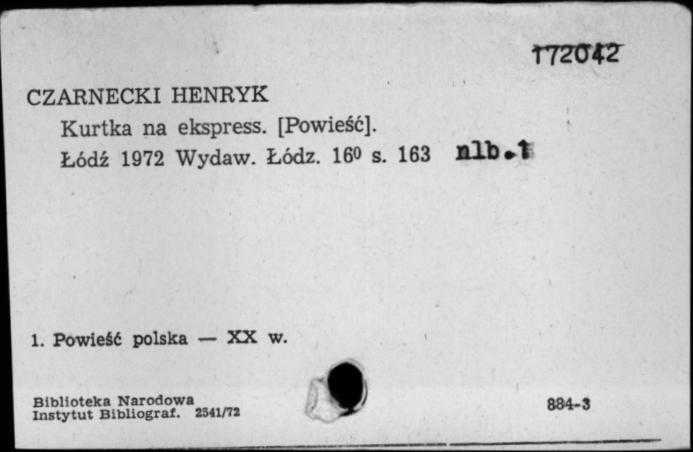 172042
CZARNECKI HENRYK
Kurtka na ekspress. [Powieść].
Łódź 1972 Wydaw. Łódz. 16⁰ s. 163 nlb.1
1. Powieść polska — XX w.
Biblioteka Narodowa
Instytut Bibliograf. 2541/72
884-3